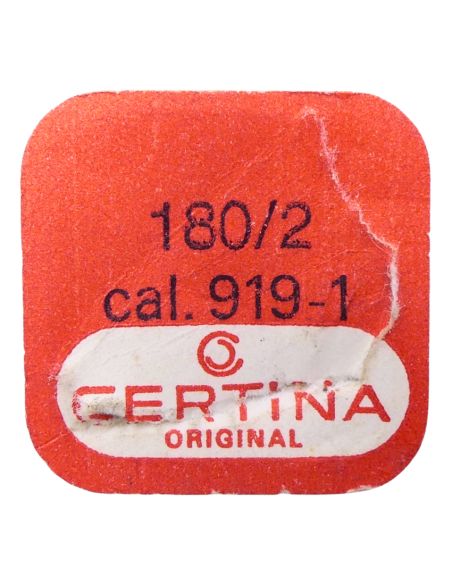 180/2
cal. 919-1
CERTINA
ORIGINAL